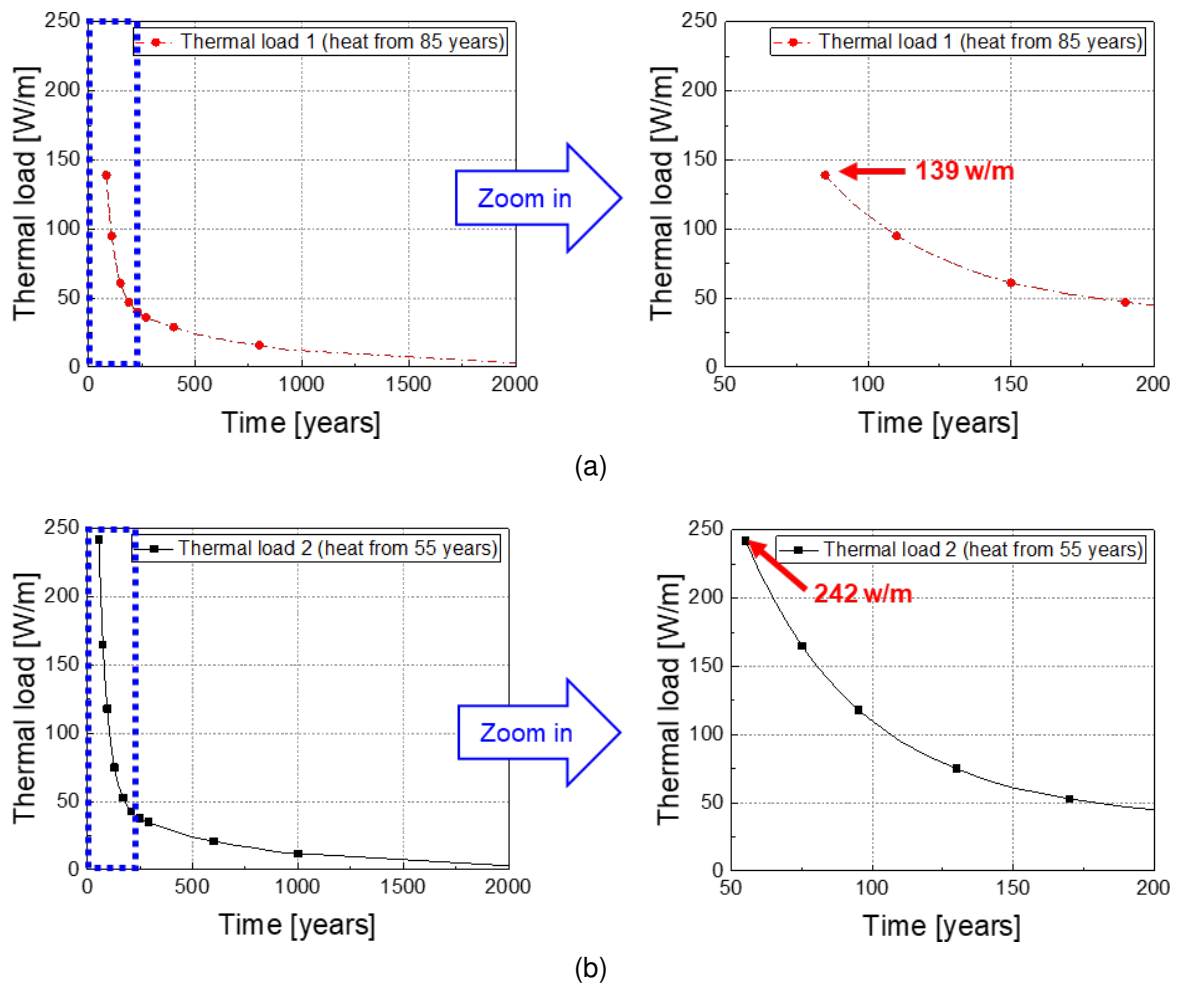 250
200
150
100
50
0
Thermal load [W/m]
Thermal load 1 (heat from 85 years)
0 500 1000 1500 2000
Time [years]
Zoom in
250
200
150
100
50
0
Thermal load [W/m]
Thermal load 1 (heat from 85 years)
139 w/m
50 100 150 200
Time [years]
(a)
250
200
150
100
50
0
Thermal load [W/m]
Thermal load 2 (heat from 55 years)
0 500 1000 1500 2000
Time [years]
Zoom in
250
200
150
100
50
0
Thermal load [W/m]
Thermal load 2 (heat from 55 years)
242 w/m
50 100 150 200
Time [years]
(b)